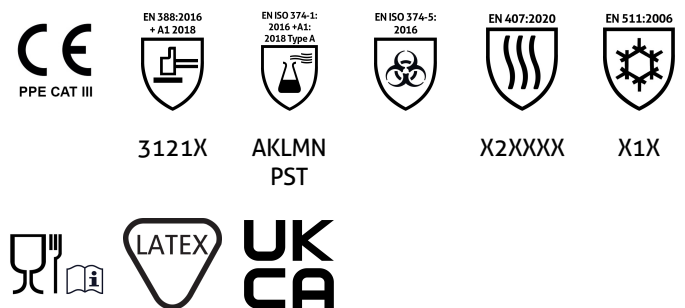 CE
PPE CAT III
EN 388:2016
+ A1 2018
3121X
EN ISO 374-1:
2016 +A1:
2018 Type A
AKLMN
PST
EN ISO 374-5:
2016
EN 407:2020
X2XXXX
EN 511:2006
X1X
i
LATEX
UK
CA